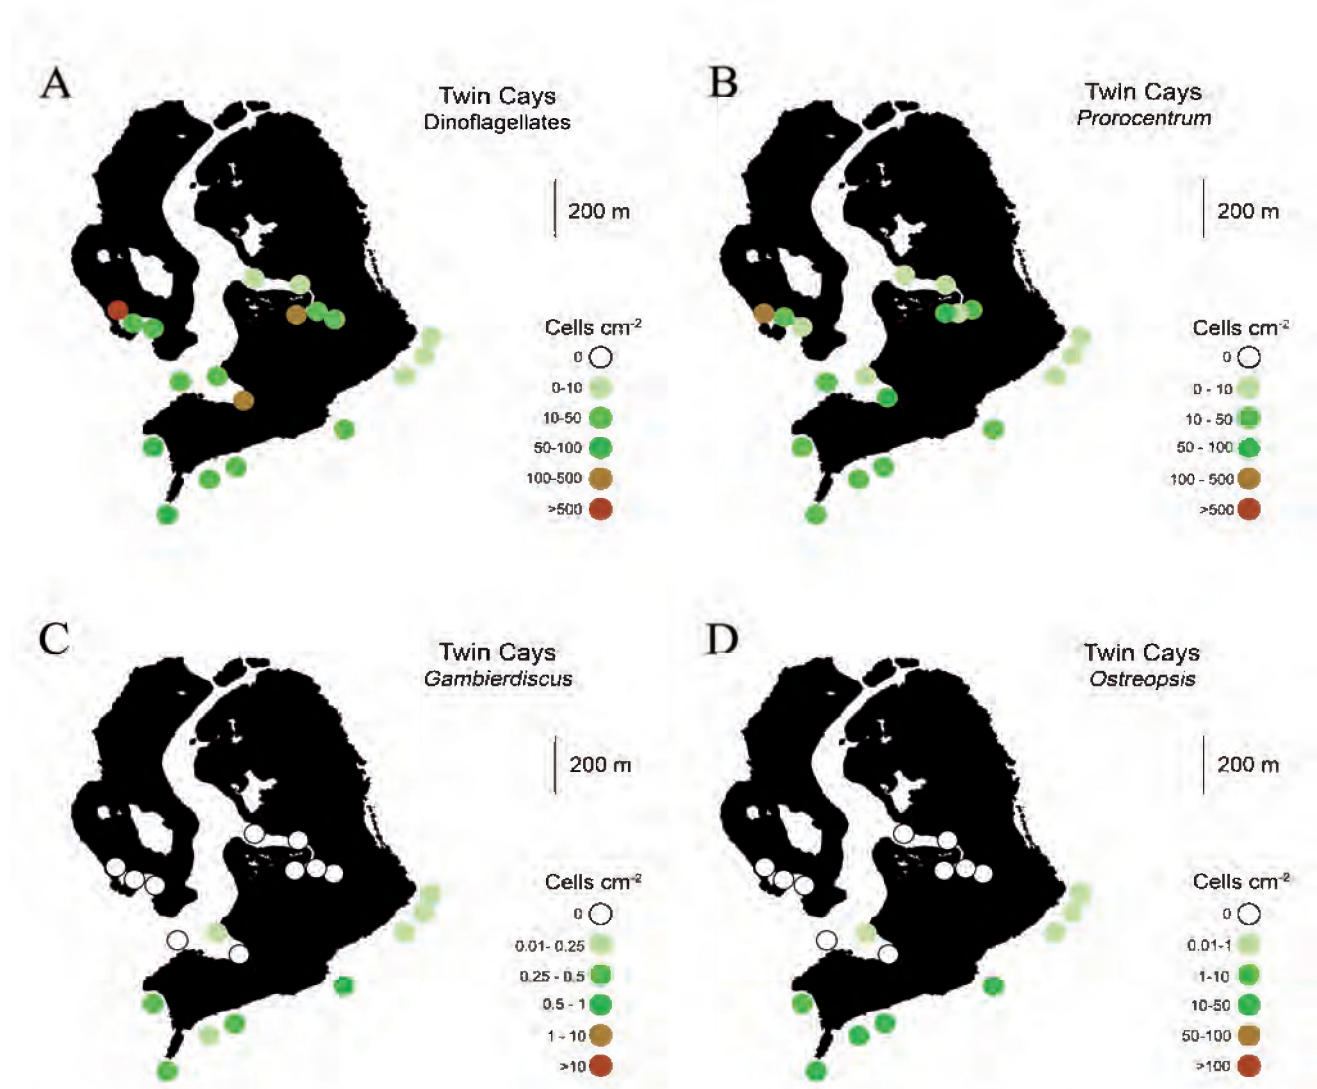 A
Twin Cays
Dinoflagellates
200 m
Cells cm-2
0
0-10
10-50
50-100
100-500
>500
B
Twin Cays
Prorocentrum
200 m
Cells cm-2
0
0 - 10
10 - 50
50 - 100
100 - 500
>500
C
Twin Cays
Gambierdiscus
200 m
Cells cm-2
0
0.01- 0.25
0.25 - 0.5
0.5 - 1
1 - 10
>10
D
Twin Cays
Ostreopsis
200 m
Cells cm-2
0
0.01-1
1-10
10-50
50-100
>100